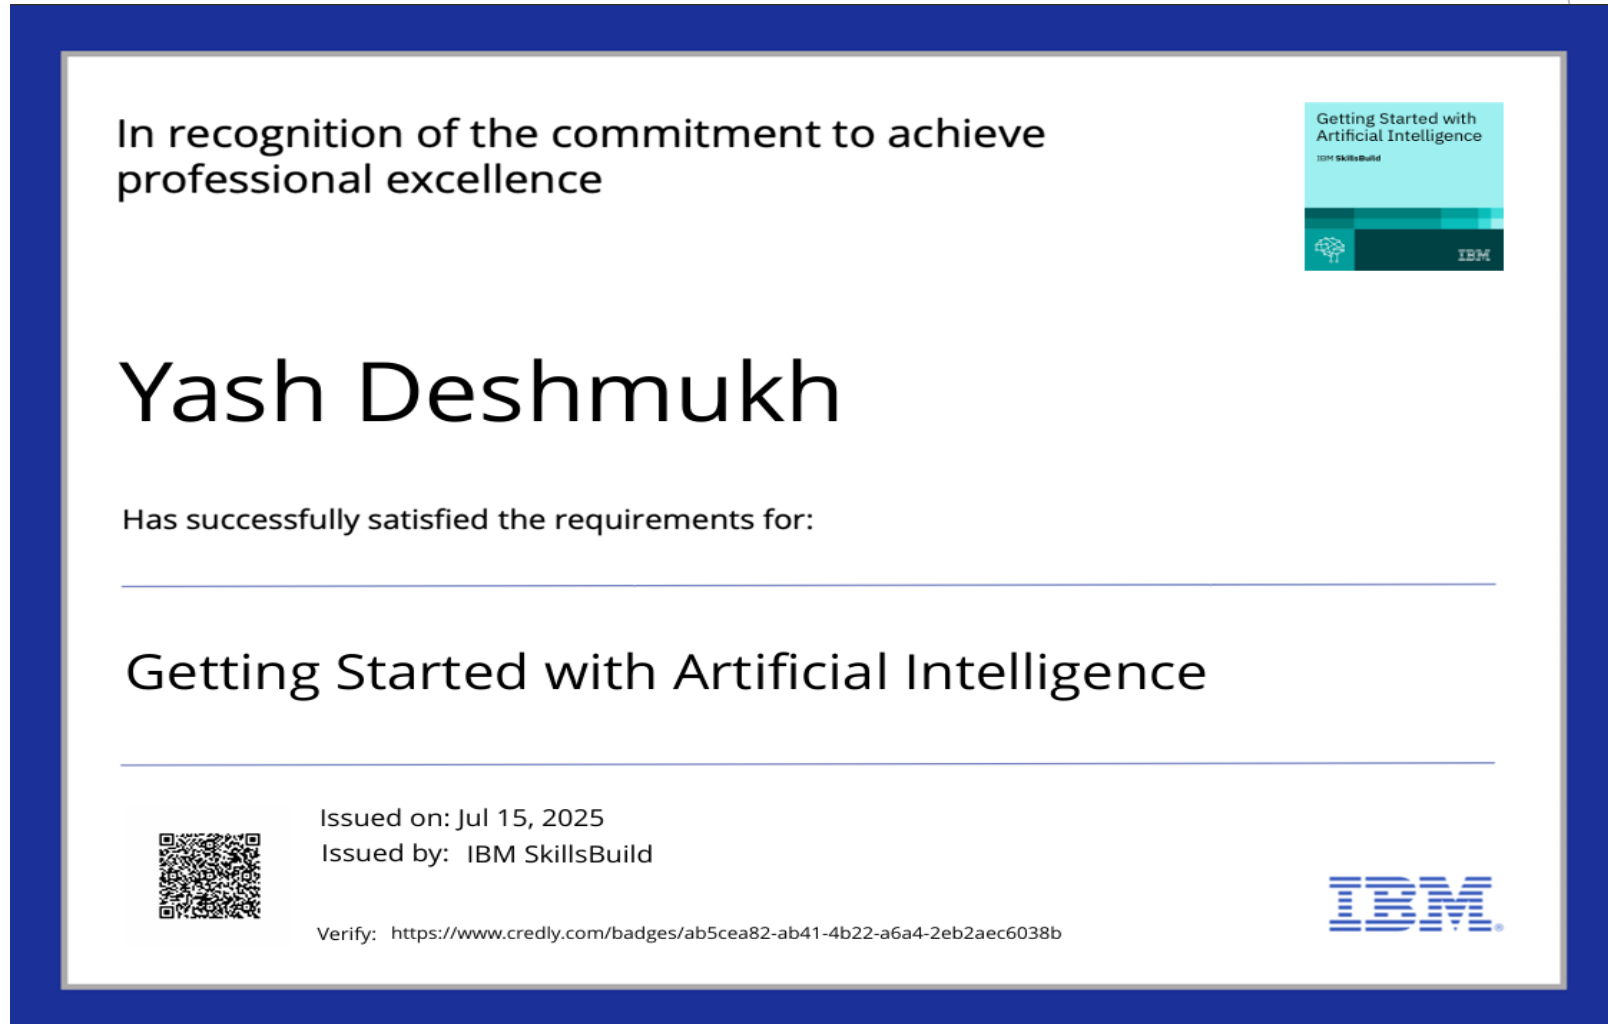 In recognition of the commitment to achieve
professional excellence
Getting Started with
Artificial Intelligence
IBM SkillsBuild
IBM
Yash Deshmukh
Has successfully satisfied the requirements for:
Getting Started with Artificial Intelligence
Issued on: Jul 15, 2025
Issued by: IBM SkillsBuild
Verify: https://www.credly.com/badges/ab5cea82-ab41-4b22-a6a4-2eb2aec6038b
IBM®